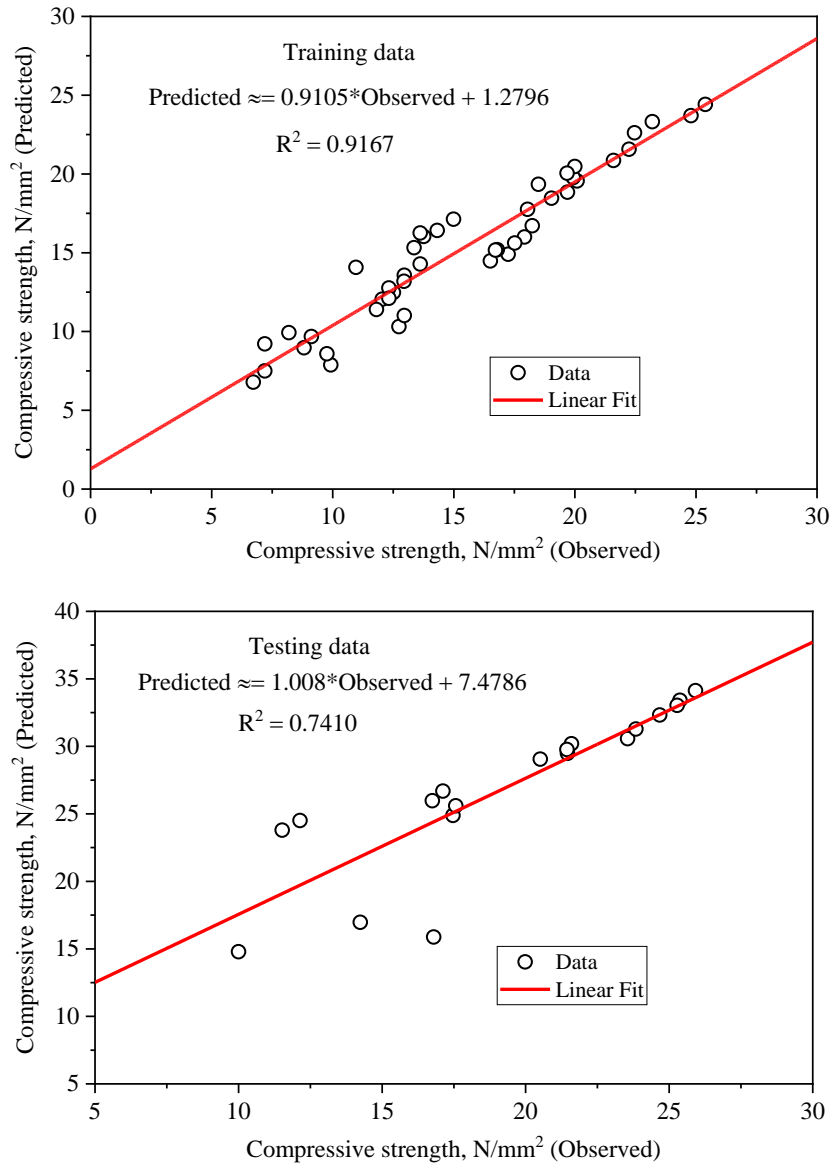 30
25
20
15
10
5
0
Compressive strength, N/mm² (Predicted)
Training data
Predicted ≈= 0.9105*Observed + 1.2796
R² = 0.9167
Data
Linear Fit
0 5 10 15 20 25 30
Compressive strength, N/mm² (Observed)
40
35
30
25
20
15
10
5
Compressive strength, N/mm² (Predicted)
Testing data
Predicted ≈= 1.008*Observed + 7.4786
R² = 0.7410
Data
Linear Fit
5 10 15 20 25 30
Compressive strength, N/mm² (Observed)